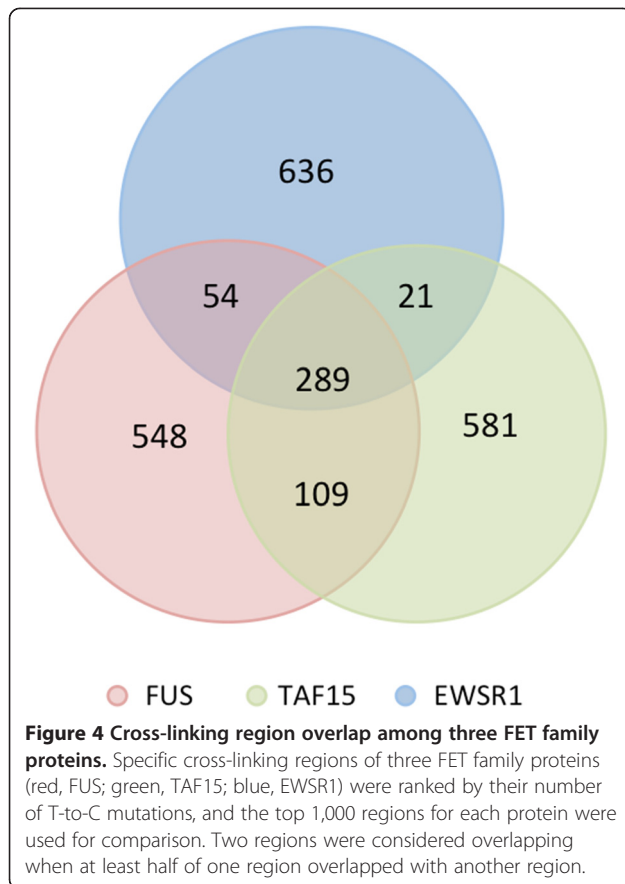 636
54
21
289
548
581
109
FUS TAF15 EWSR1
Figure 4 Cross-linking region overlap among three FET family
proteins. Specific cross-linking regions of three FET family proteins
(red, FUS; green, TAF15; blue, EWSR1) were ranked by their number
of T-to-C mutations, and the top 1,000 regions for each protein were
used for comparison. Two regions were considered overlapping
when at least half of one region overlapped with another region.